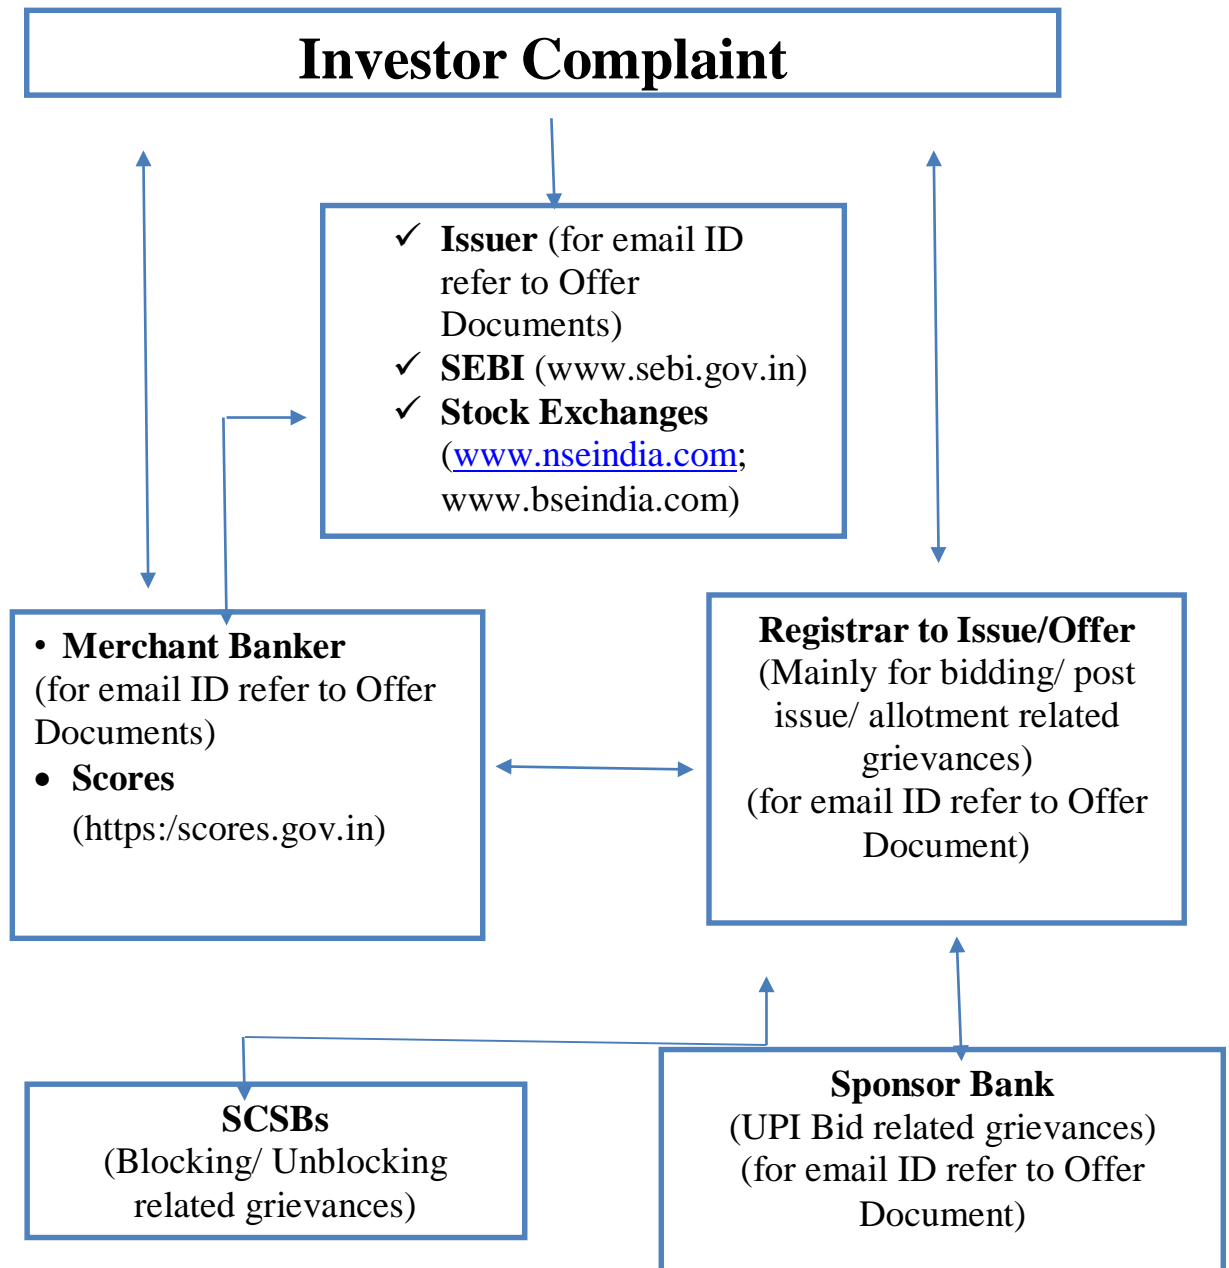 Investor Complaint
✓ Issuer (for email ID
refer to Offer
Documents)
✓ SEBI (www.sebi.gov.in)
✓ Stock Exchanges
(www.nseindia.com;
www.bseindia.com)
• Merchant Banker
(for email ID refer to Offer
Documents)
• Scores
(https:/scores.gov.in)
Registrar to Issue/Offer
(Mainly for bidding/ post
issue/ allotment related
grievances)
(for email ID refer to Offer
Document)
SCSBs
(Blocking/ Unblocking
related grievances)
Sponsor Bank
(UPI Bid related grievances)
(for email ID refer to Offer
Document)